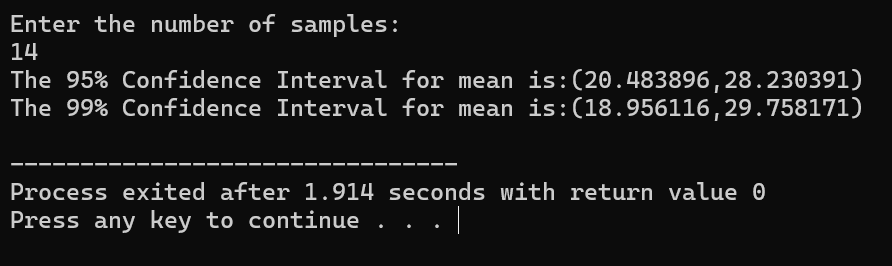 Enter the number of samples:
14
The 95% Confidence Interval for mean is:(20.483896,28.230391)
The 99% Confidence Interval for mean is:(18.956116,29.758171)
--------------------------------
Process exited after 1.914 seconds with return value 0
Press any key to continue . . .